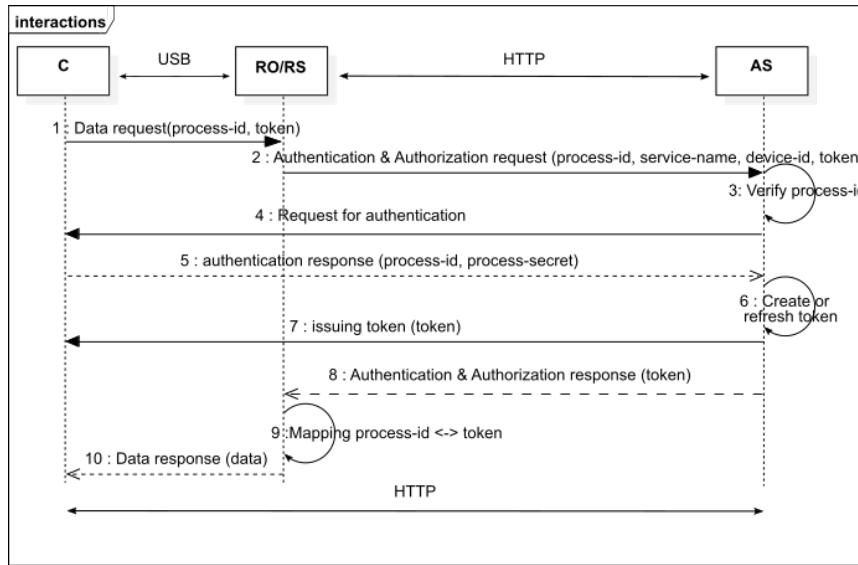 interactions
C
USB
RO/RS
HTTP
AS
1 : Data request(process-id, token)
2 : Authentication & Authorization request (process-id, service-name, device-id, token
3: Verify process-id
4 : Request for authentication
5 : authentication response (process-id, process-secret)
6 : Create or
refresh token
7 : issuing token (token)
8 : Authentication & Authorization response (token)
9 :Mapping process-id <-> token
10 : Data response (data)
HTTP